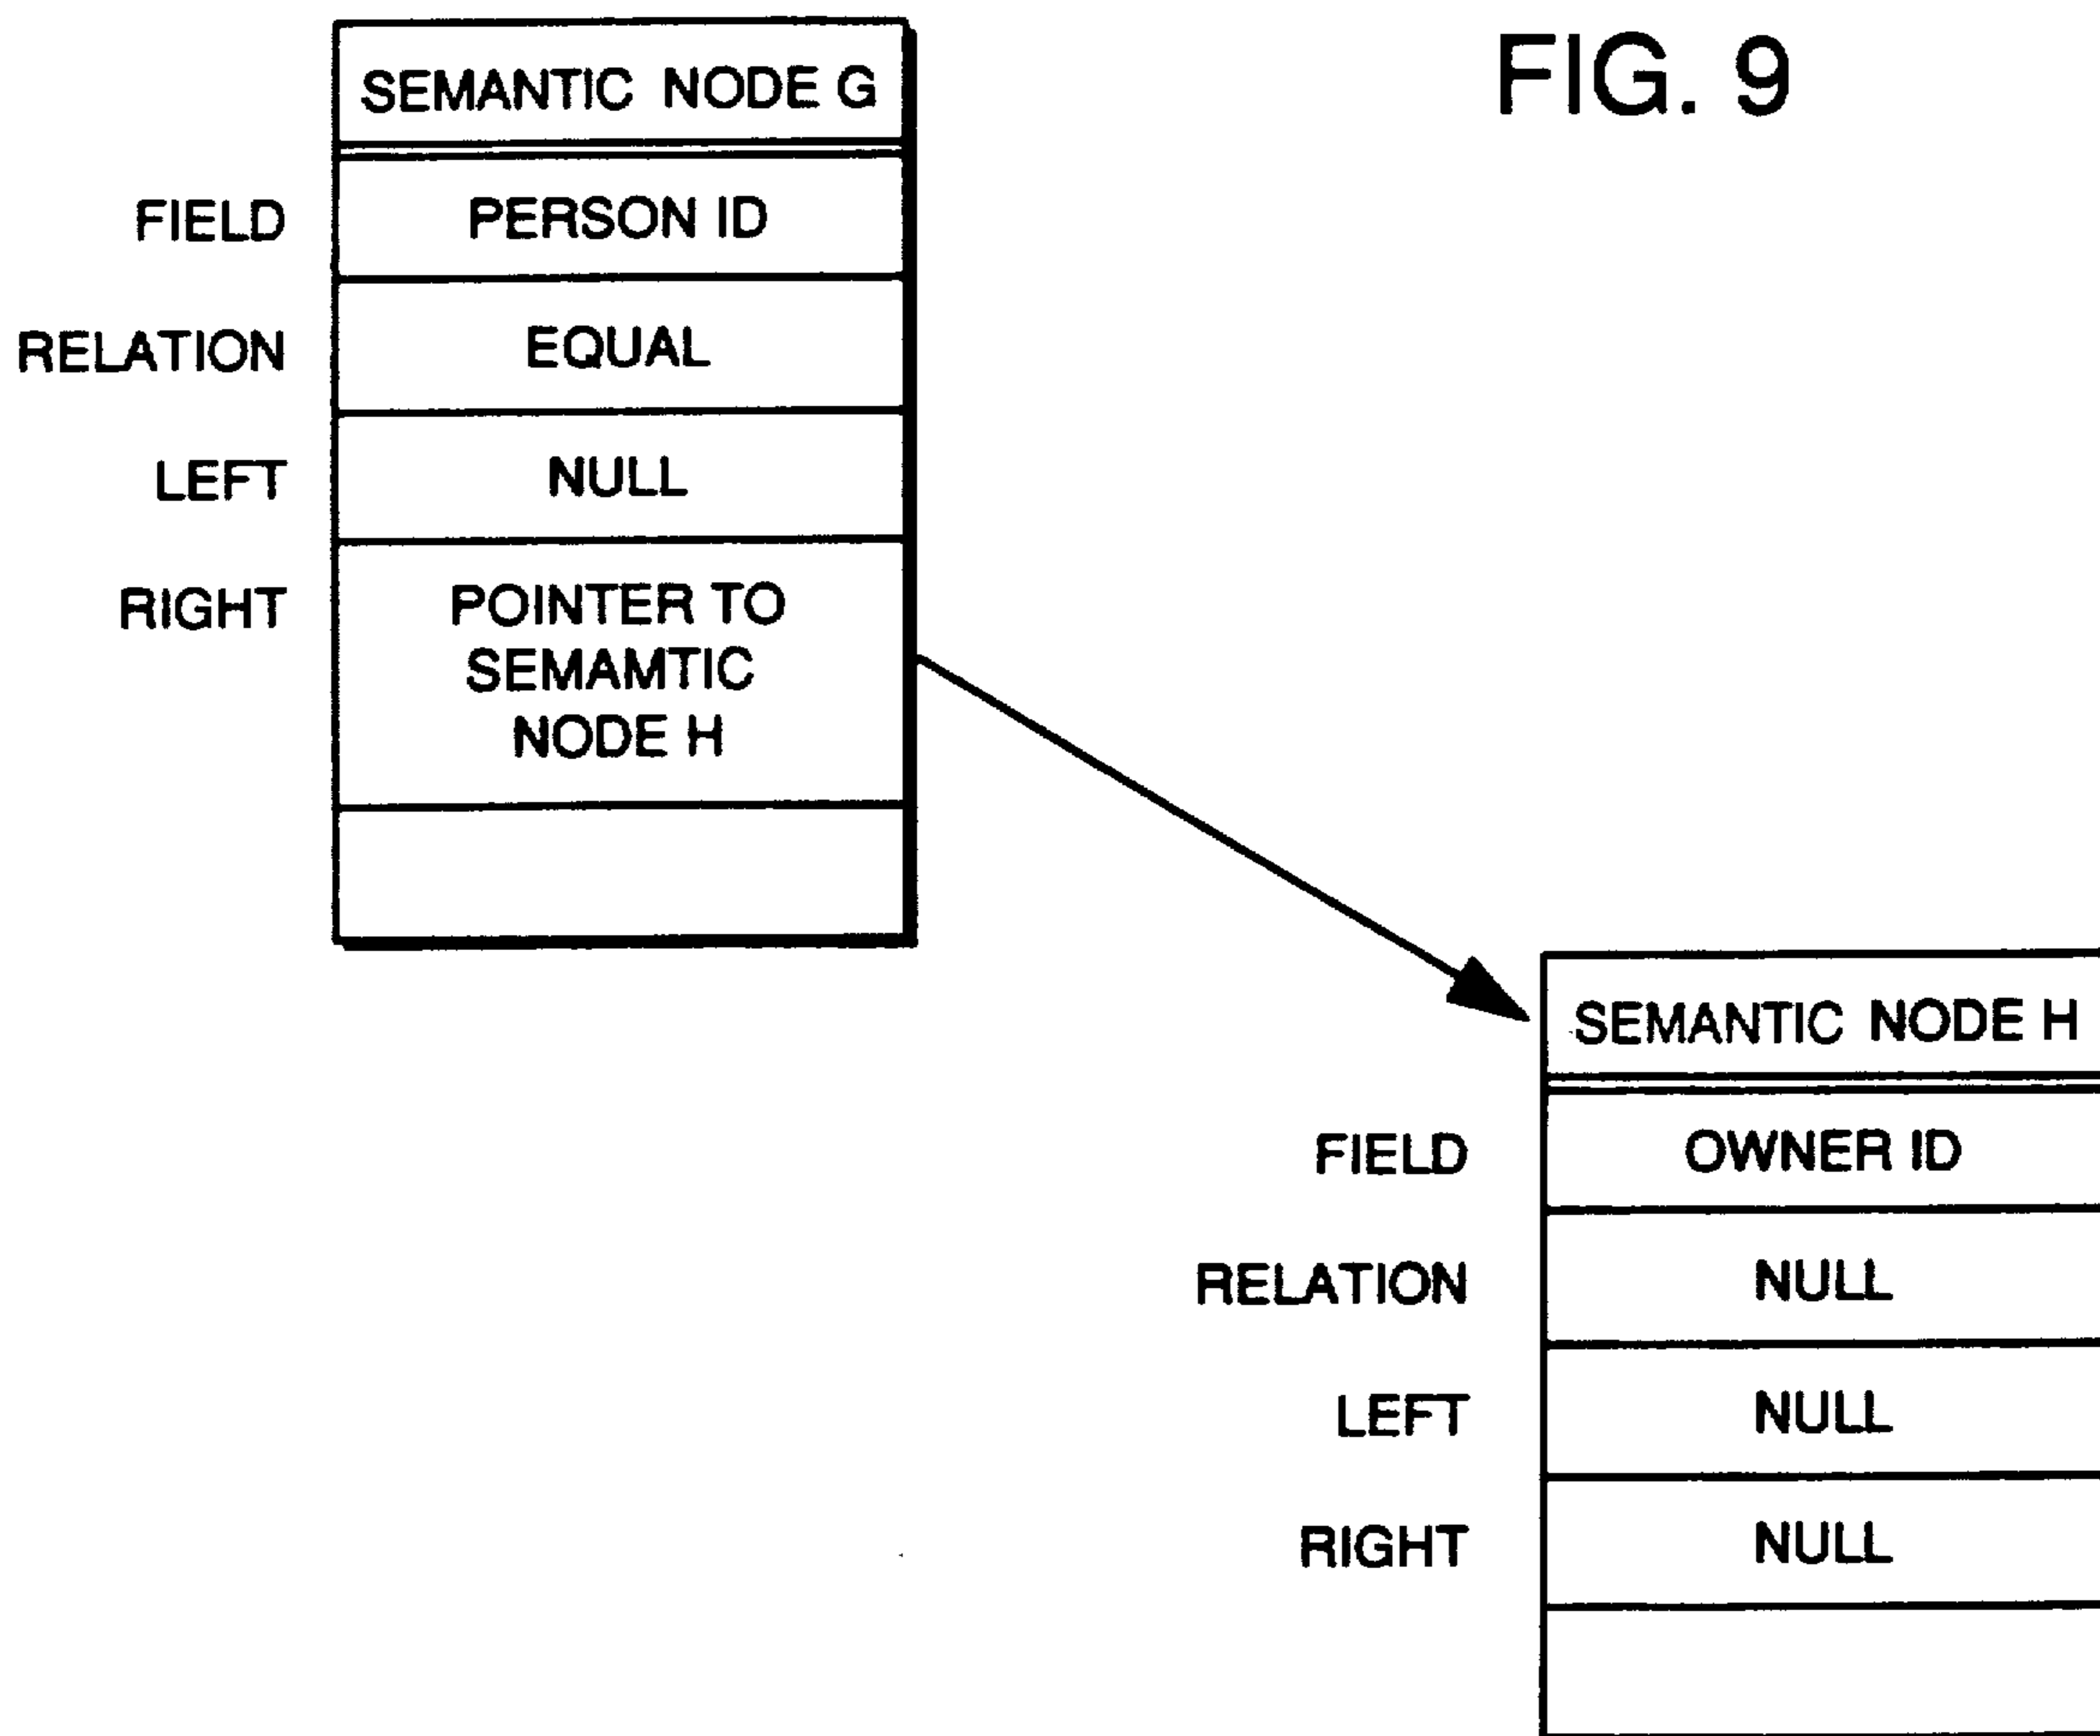 FIG. 9
SEMANTIC NODE G
FIELD PERSON ID
RELATION EQUAL
LEFT NULL
RIGHT POINTER TO
SEMAMTIC
NODE H
SEMANTIC NODE H
FIELD OWNER ID
RELATION NULL
LEFT NULL
RIGHT NULL